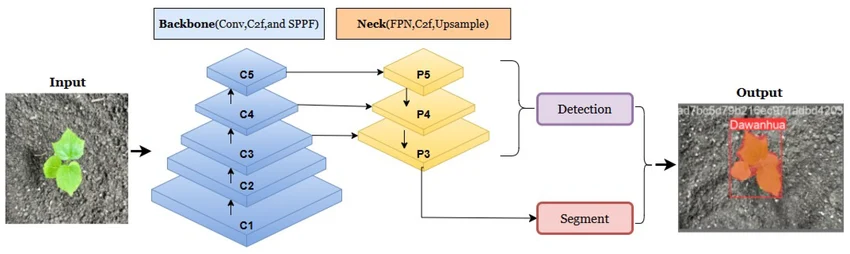 Backbone(Conv,C2f,and SPPF)
Neck(FPN,C2f,Upsample)
Input
C5
C4
C3
C2
C1
P5
P4
P3
Detection
Segment
Output
Dawanhua